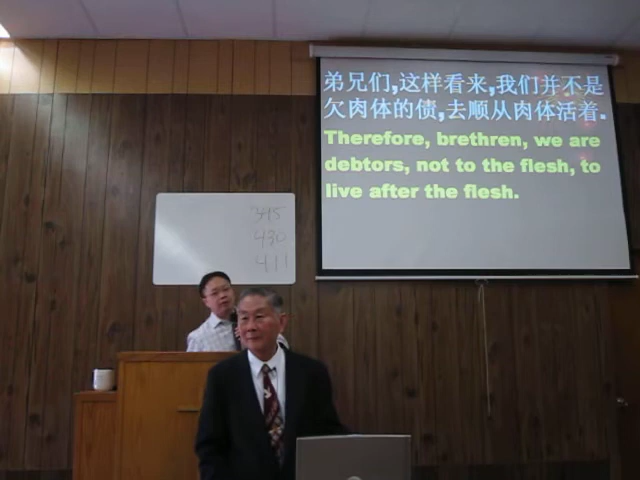 弟兄们,这样看来,我们并不是
欠肉体的债,去顺从肉体活着.
Therefore, brethren, we are
debtors, not to the flesh, to
live after the flesh.
395
430
411